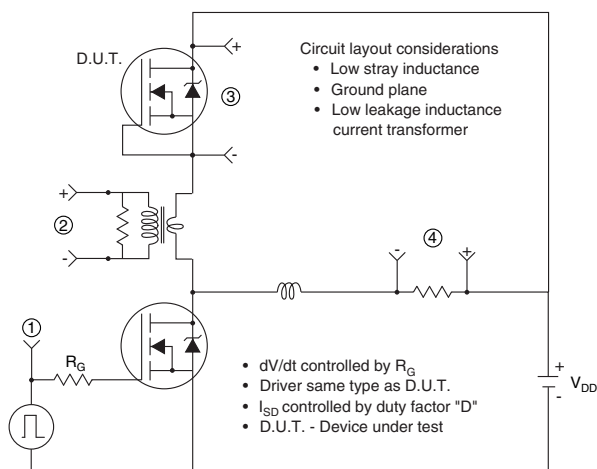 D.U.T.
+
③
-
Circuit layout considerations
• Low stray inductance
• Ground plane
• Low leakage inductance
current transformer
+
②
-
-
④
+
①
R_G
• dV/dt controlled by R_G
• Driver same type as D.U.T.
• I_SD controlled by duty factor "D"
• D.U.T. - Device under test
+
-
V_DD